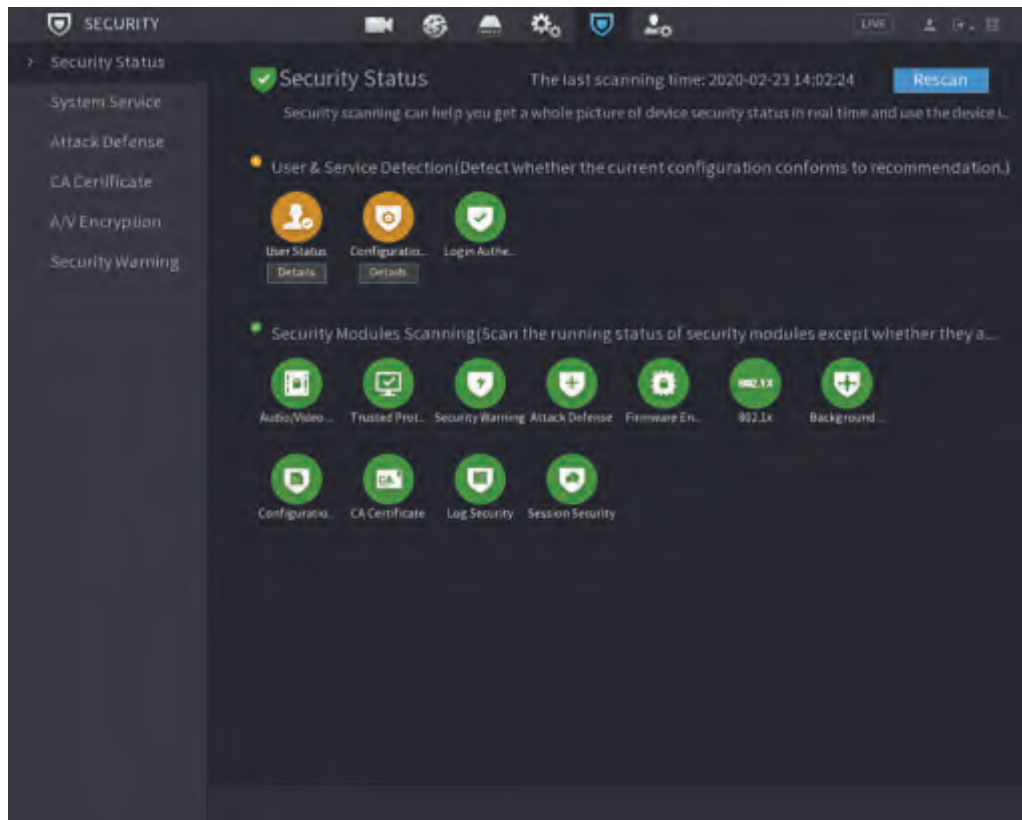 SECURITY
LIVE
Security Status
System Service
Attack Defense
CA Certificate
A/V Encryption
Security Warning
Security Status
The last scanning time: 2020-02-23 14:02:24
Rescan
Security scanning can help you get a whole picture of device security status in real time and use the device i...
User & Service Detection(Detect whether the current configuration conforms to recommendation.)
User Status Configuratio... Login Authe...
Details Details
Security Modules Scanning(Scan the running status of security modules except whether they a...
802.1X
Audio/Video ... Trusted Prot... Security Warning Attack Defense Firmware En... 802.1x Background ...
CA
Configuratio... CA Certificate Log Security Session Security